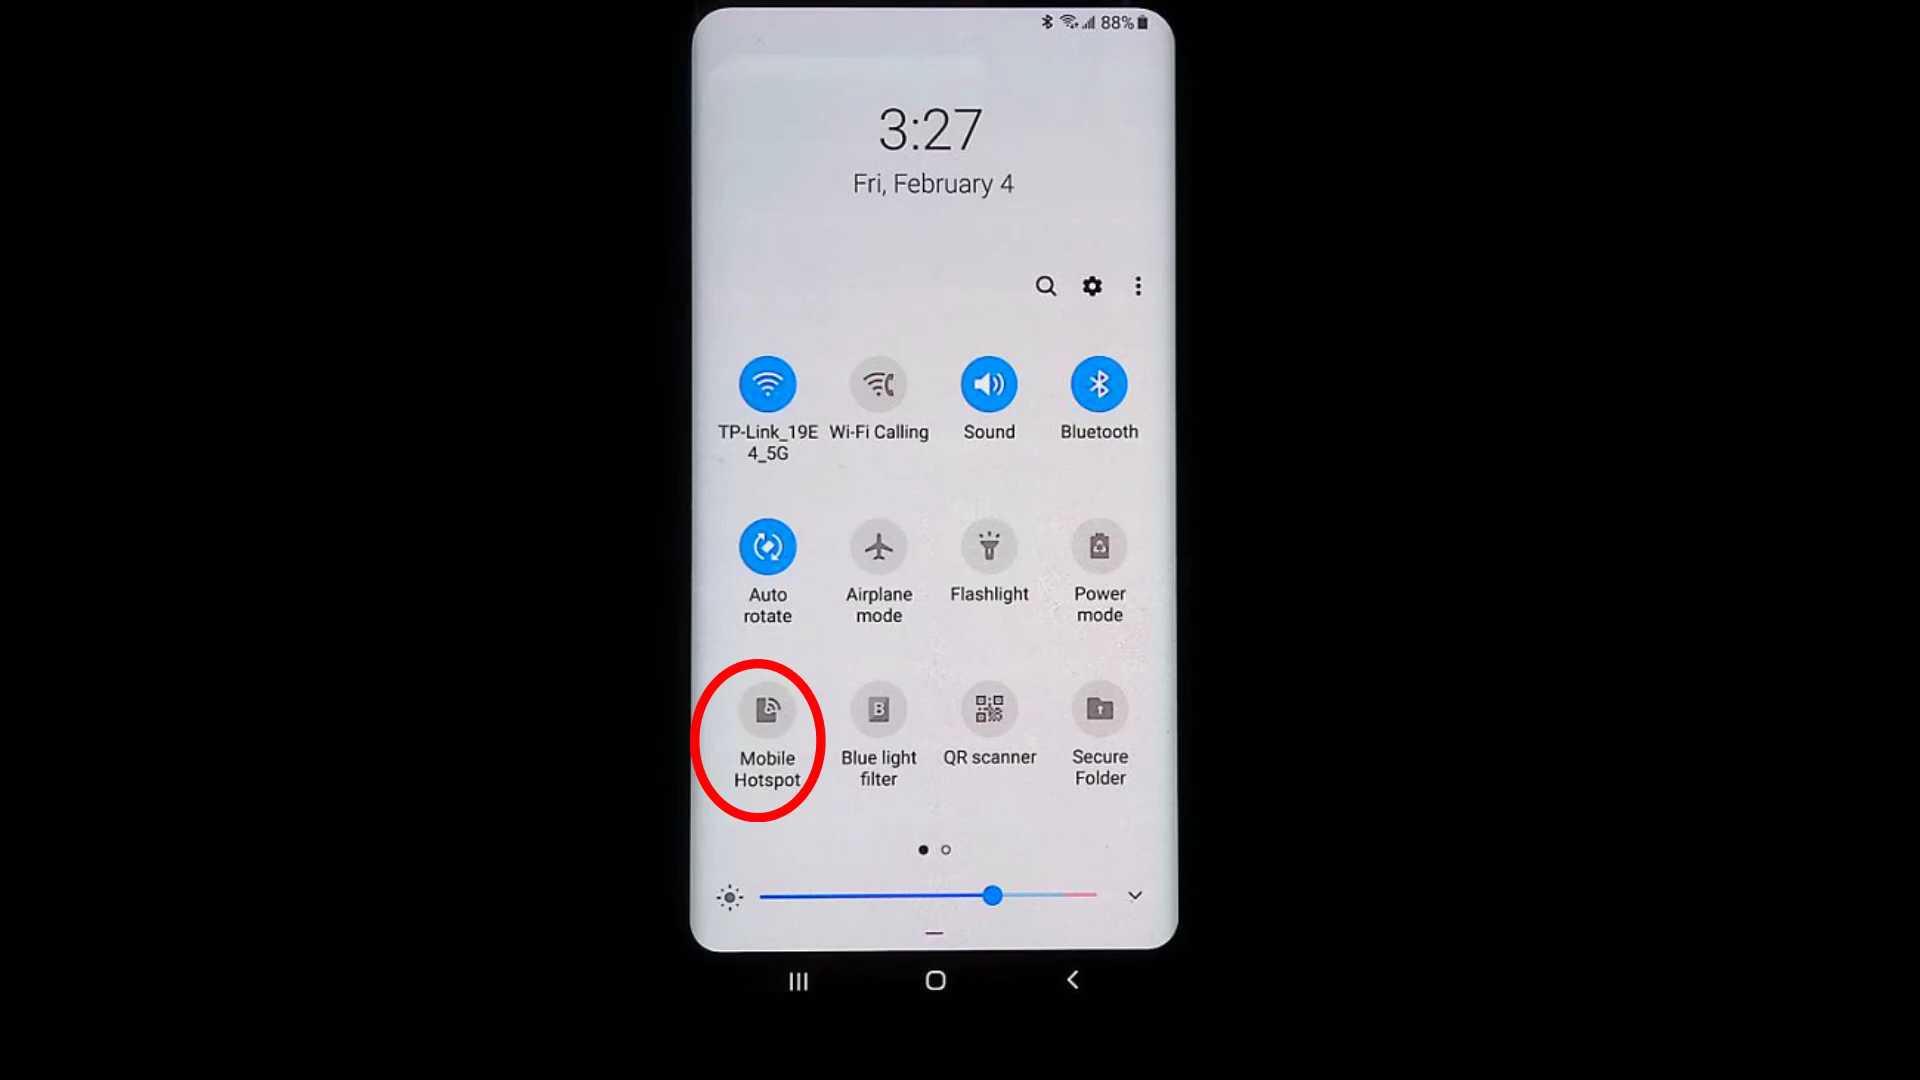 88%
3:27
Fri, February 4
TP-Link_19E
4_5G
Wi-Fi Calling
Sound
Bluetooth
Auto
rotate
Airplane
mode
Flashlight
Power
mode
Mobile
Hotspot
B
Blue light
filter
QR scanner
Secure
Folder